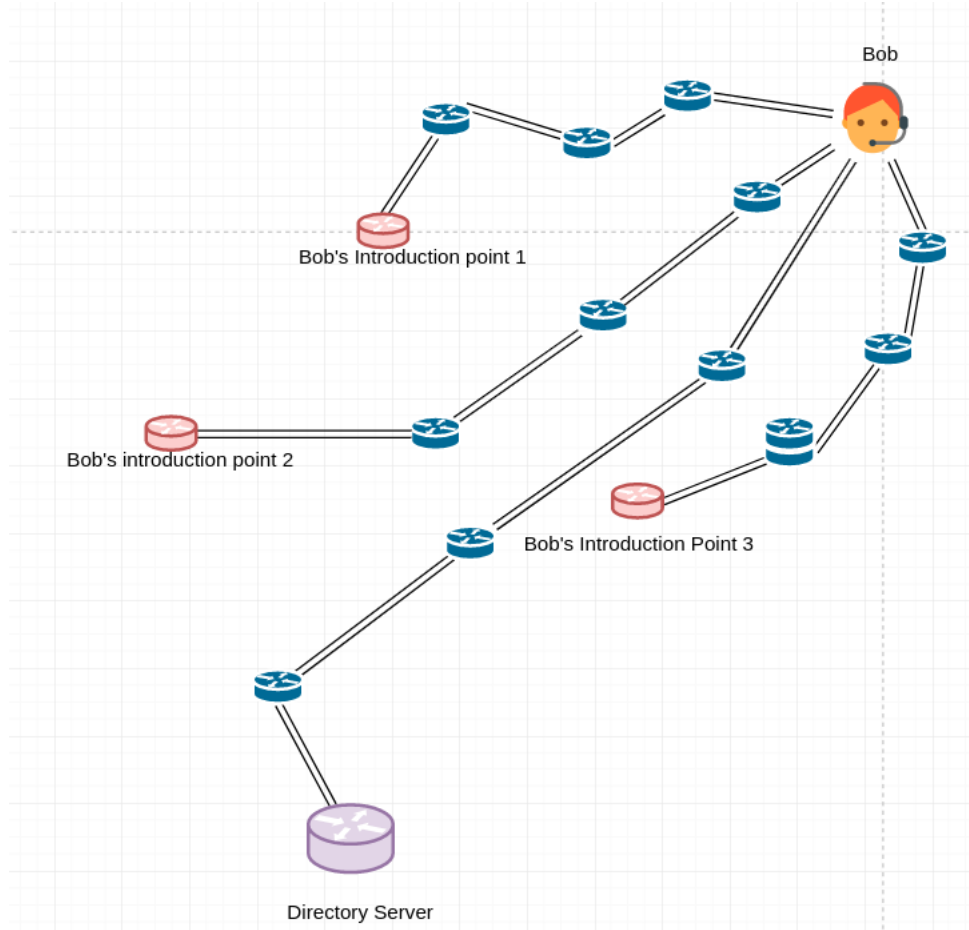 Bob
Bob's Introduction point 1
Bob's introduction point 2
Bob's Introduction Point 3
Directory Server